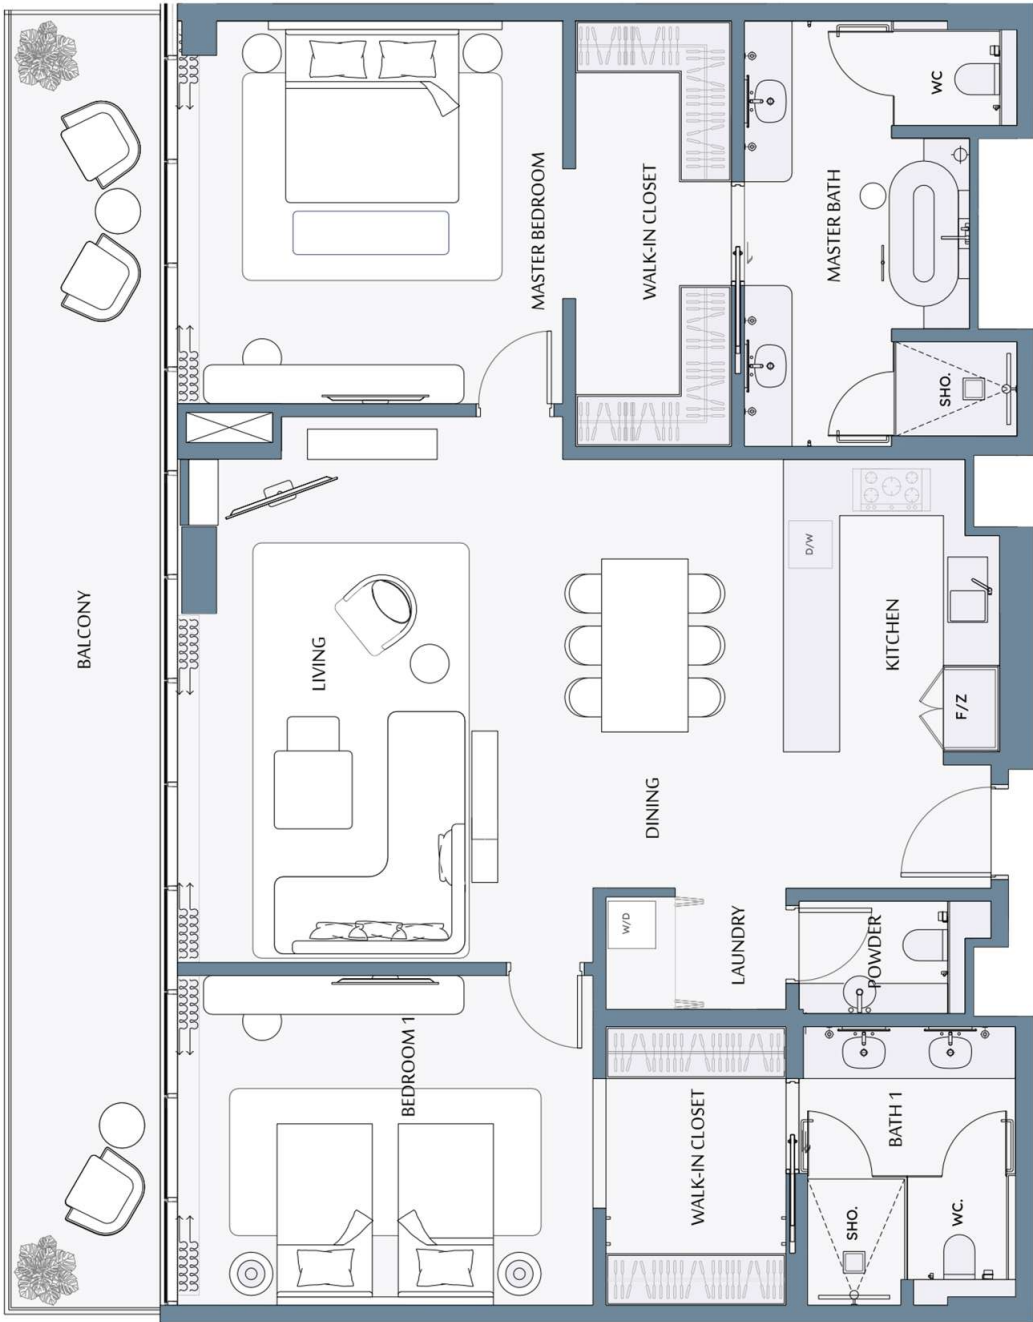 BALCONY
MASTER BEDROOM
WALK-IN CLOSET
MASTER BATH
WC
SHO.
LIVING
DINING
D/W
KITCHEN
F/Z
W/D
LAUNDRY
POWDER
BEDROOM 1
WALK-IN CLOSET
BATH 1
SHO.
WC.